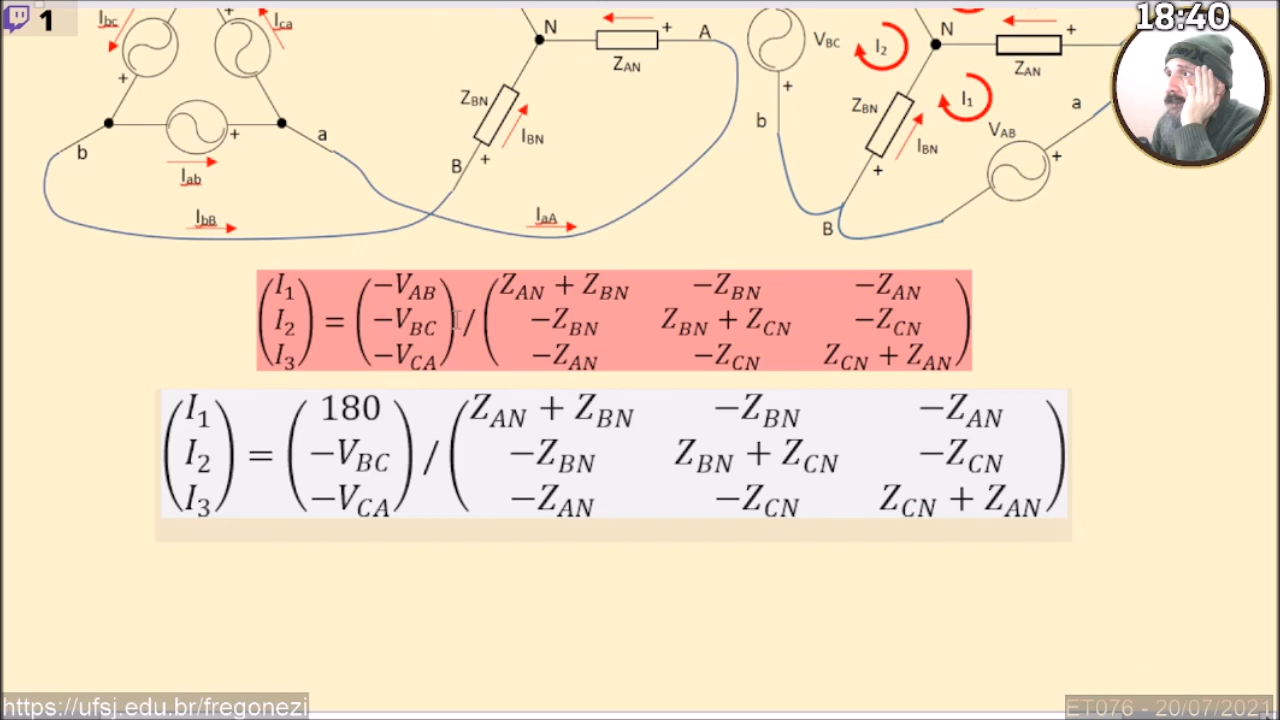 1
18:40
Ibc
Ica
N
+
A
ZAN
ZBN
IBN
B
+
b
+
+
a
Iab
IbB
IaA
VBC
+
b
I2
N
+
ZAN
I1
ZBN
IBN
+
B
VAB
+
a
(I1 I2 I3) = (−VAB −VBC −VCA) / (ZAN + ZBN −ZBN −ZAN
−ZBN ZBN + ZCN −ZCN
−ZAN −ZCN ZCN + ZAN)
(I1 I2 I3) = (180 −VBC −VCA) / (ZAN + ZBN −ZBN −ZAN
−ZBN ZBN + ZCN −ZCN
−ZAN −ZCN ZCN + ZAN)
https://ufsj.edu.br/fregonezi
ET076 - 20/07/2021